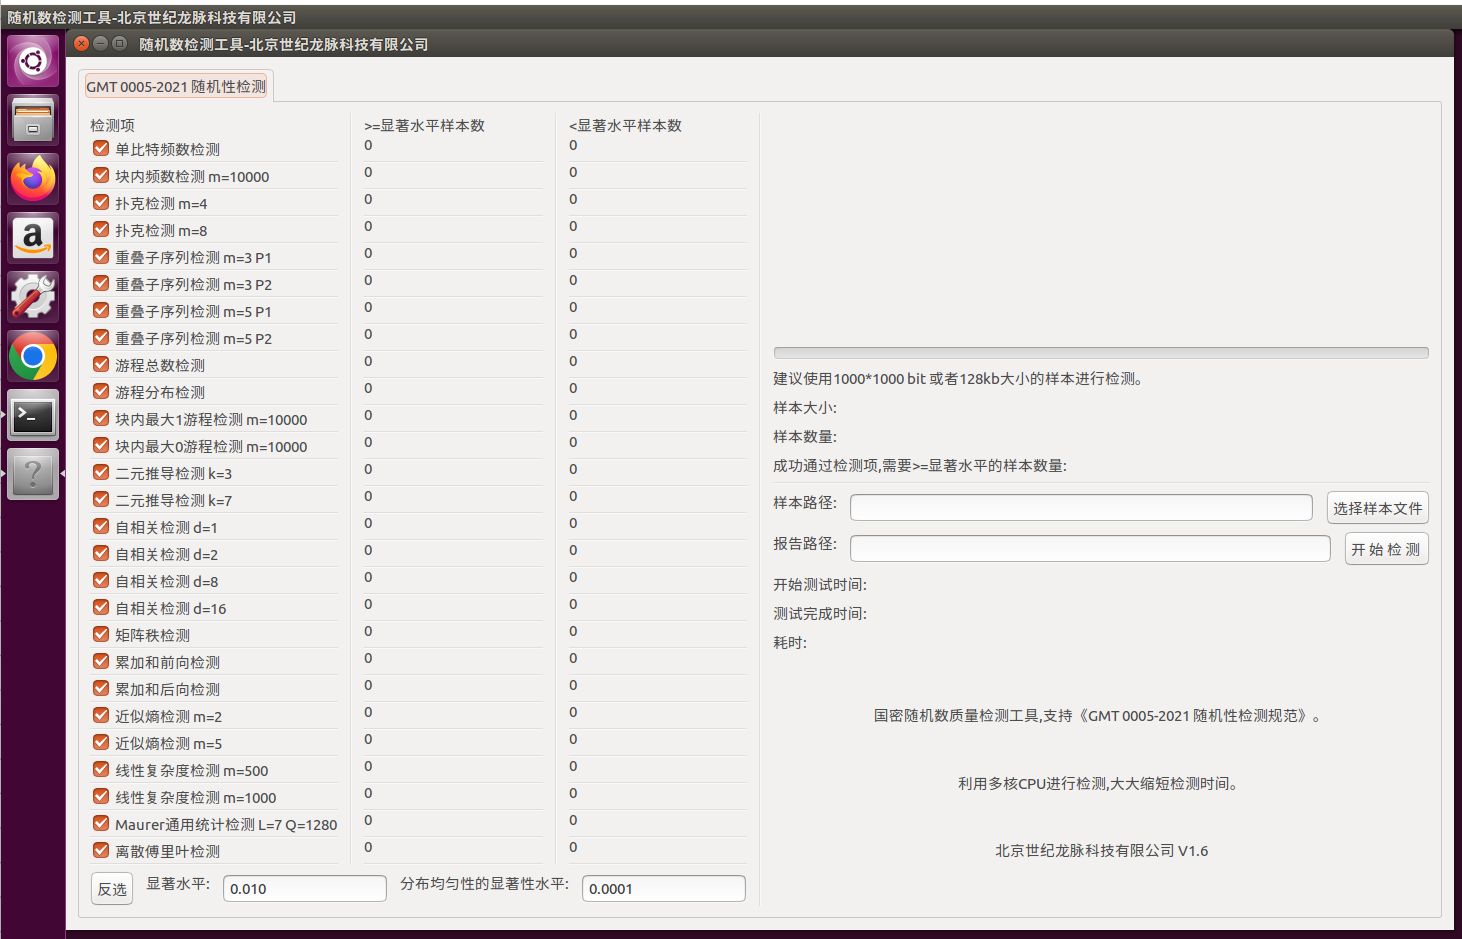 随机数检测工具-北京世纪龙脉科技有限公司
随机数检测工具-北京世纪龙脉科技有限公司
GMT 0005-2021 随机性检测
检测项 >=显著水平样本数 <显著水平样本数
单比特频数检测 0 0
块内频数检测 m=10000 0 0
扑克检测 m=4 0 0
扑克检测 m=8 0 0
重叠子序列检测 m=3 P1 0 0
重叠子序列检测 m=3 P2 0 0
重叠子序列检测 m=5 P1 0 0
重叠子序列检测 m=5 P2 0 0
游程总数检测 0 0
游程分布检测 0 0
块内最大1游程检测 m=10000 0 0
块内最大0游程检测 m=10000 0 0
二元推导检测 k=3 0 0
二元推导检测 k=7 0 0
自相关检测 d=1 0 0
自相关检测 d=2 0 0
自相关检测 d=8 0 0
自相关检测 d=16 0 0
矩阵秩检测 0 0
累加和前向检测 0 0
累加和后向检测 0 0
近似熵检测 m=2 0 0
近似熵检测 m=5 0 0
线性复杂度检测 m=500 0 0
线性复杂度检测 m=1000 0 0
Maurer通用统计检测 L=7 Q=1280 0 0
离散傅里叶检测 0 0
反选 显著水平: 0.010 分布均匀性的显著性水平: 0.0001
建议使用1000*1000 bit 或者128kb大小的样本进行检测。
样本大小:
样本数量:
成功通过检测项,需要>=显著水平的样本数量:
样本路径: 选择样本文件
报告路径: 开 始 检 测
开始测试时间:
测试完成时间:
耗时:
国密随机数质量检测工具,支持《GMT 0005-2021 随机性检测规范》。
利用多核CPU进行检测,大大缩短检测时间。
北京世纪龙脉科技有限公司 V1.6